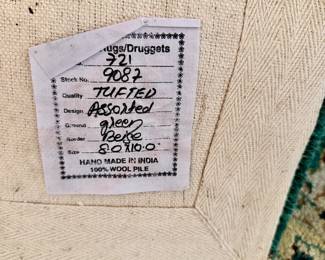 Rugs/Druggets
721
Stock No. 9087
Quality TUFTED
Design Assorted
Ground green
Border Beke
Size 8.0x10.0
HAND MADE IN INDIA
100% WOOL PILE